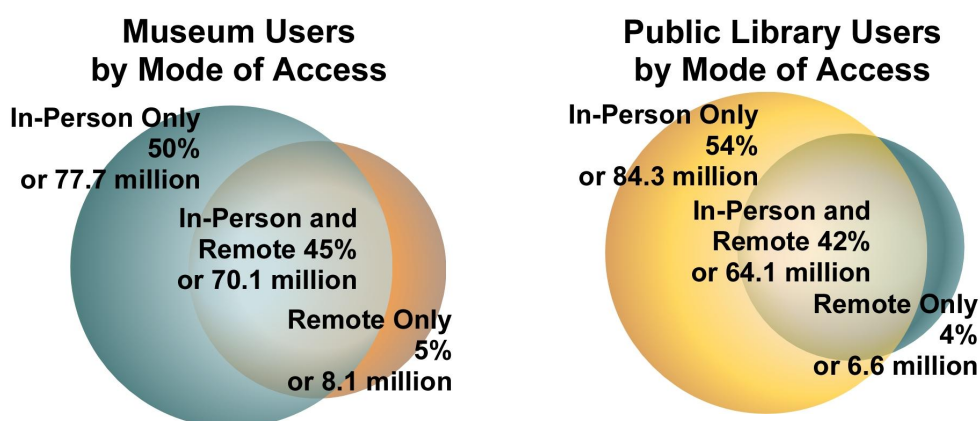 Museum Users
by Mode of Access
In-Person Only
50%
or 77.7 million
In-Person and
Remote 45%
or 70.1 million
Remote Only
5%
or 8.1 million
Public Library Users
by Mode of Access
In-Person Only
54%
or 84.3 million
In-Person and
Remote 42%
or 64.1 million
Remote Only
4%
or 6.6 million